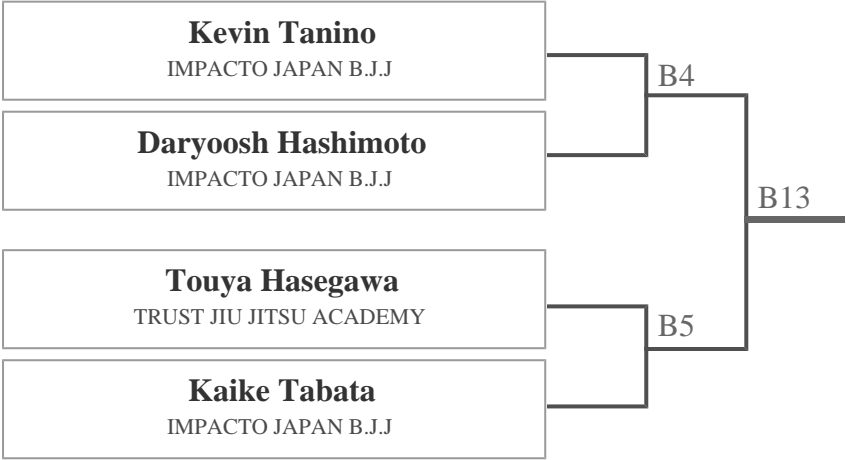 Kevin Tanino
IMPACTO JAPAN B.J.J
B4
Daryoosh Hashimoto
IMPACTO JAPAN B.J.J
B13
Touya Hasegawa
TRUST JIU JITSU ACADEMY
B5
Kaike Tabata
IMPACTO JAPAN B.J.J